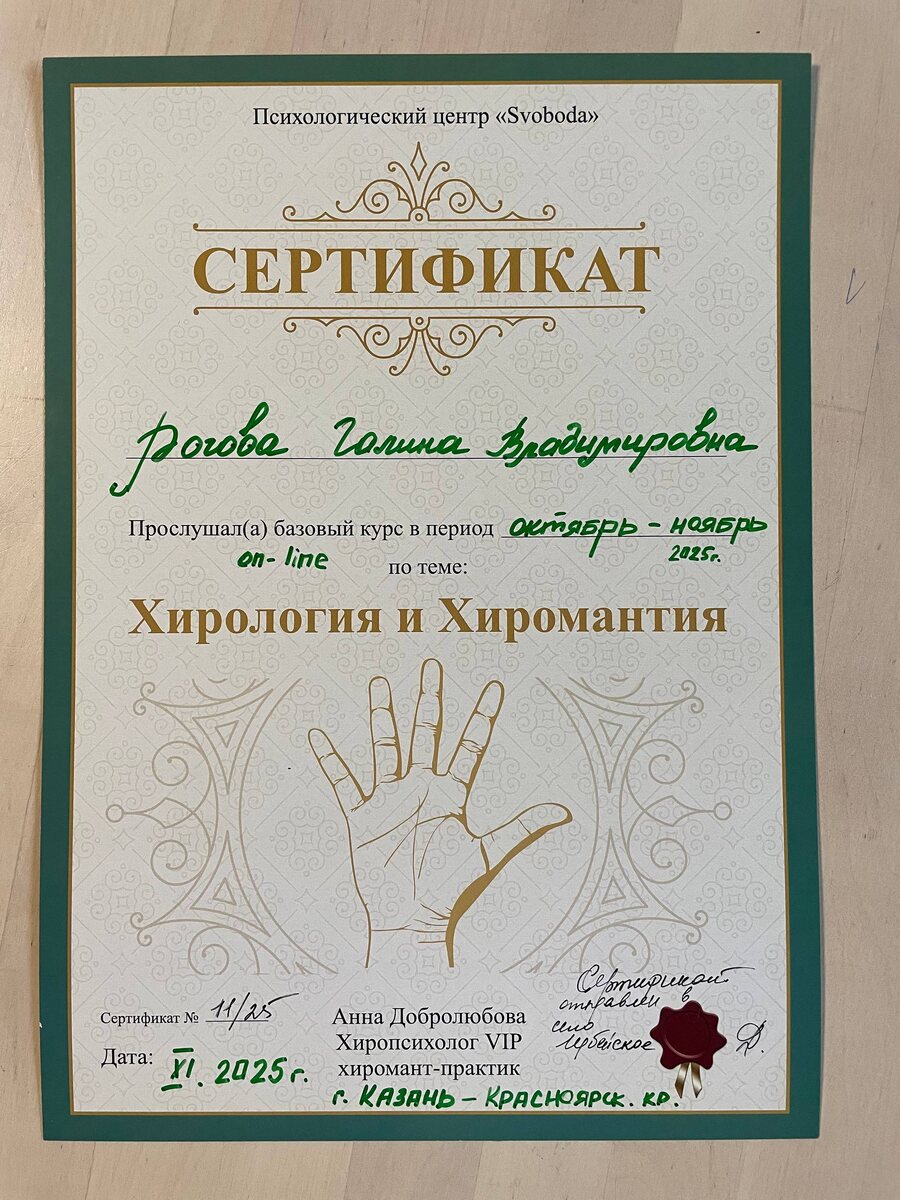 Психологический центр «Svoboda»
СЕРТИФИКАТ
Рогова Галина Владимировна
Прослушал(а) базовый курс в период октябрь - ноябрь
on-line по теме: 2025г.
Хирология и Хиромантия
Сертификат № 11/25
Дата: XI. 2025г.
Анна Добролюбова
Хиропсихолог VIP
хиромант-практик
г. КАЗАНЬ - КРАСНОЯРСК. КР.
Сертификат
отправлен в
село
Ирбейское